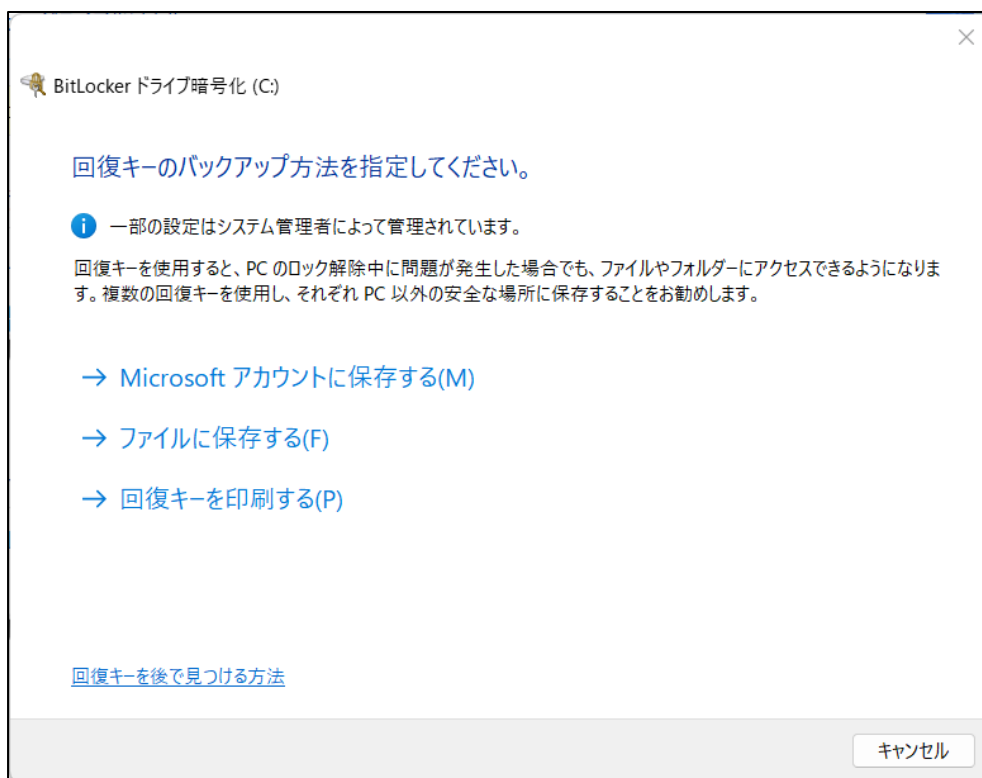 BitLocker ドライブ暗号化 (C:)
回復キーのバックアップ方法を指定してください。
一部の設定はシステム管理者によって管理されています。
回復キーを使用すると、PC のロック解除中に問題が発生した場合でも、ファイルやフォルダーにアクセスできるようになりま
す。複数の回復キーを使用し、それぞれ PC 以外の安全な場所に保存することをお勧めします。
→ Microsoft アカウントに保存する(M)
→ ファイルに保存する(F)
→ 回復キーを印刷する(P)
回復キーを後で見つける方法
キャンセル